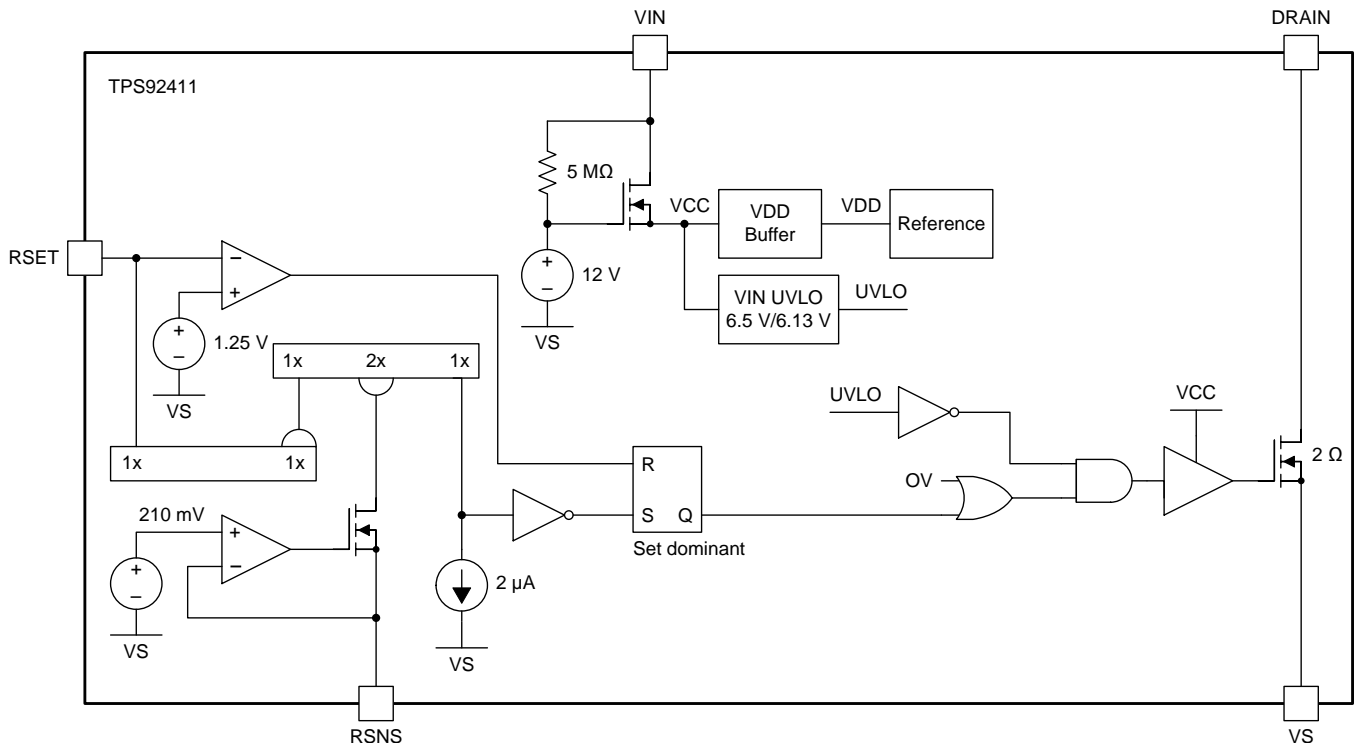 VIN
DRAIN
TPS92411
5 MΩ
VCC
VDD
Buffer
VDD
Reference
RSET
−
+
+
−
1.25 V
VS
+
−
12 V
VS
VIN UVLO
6.5 V/6.13 V
UVLO
1x
2x
1x
1x
1x
UVLO
VCC
2 Ω
OV
R
S
Q
Set dominant
210 mV
+
−
+
−
VS
2 µA
VS
RSNS
VS